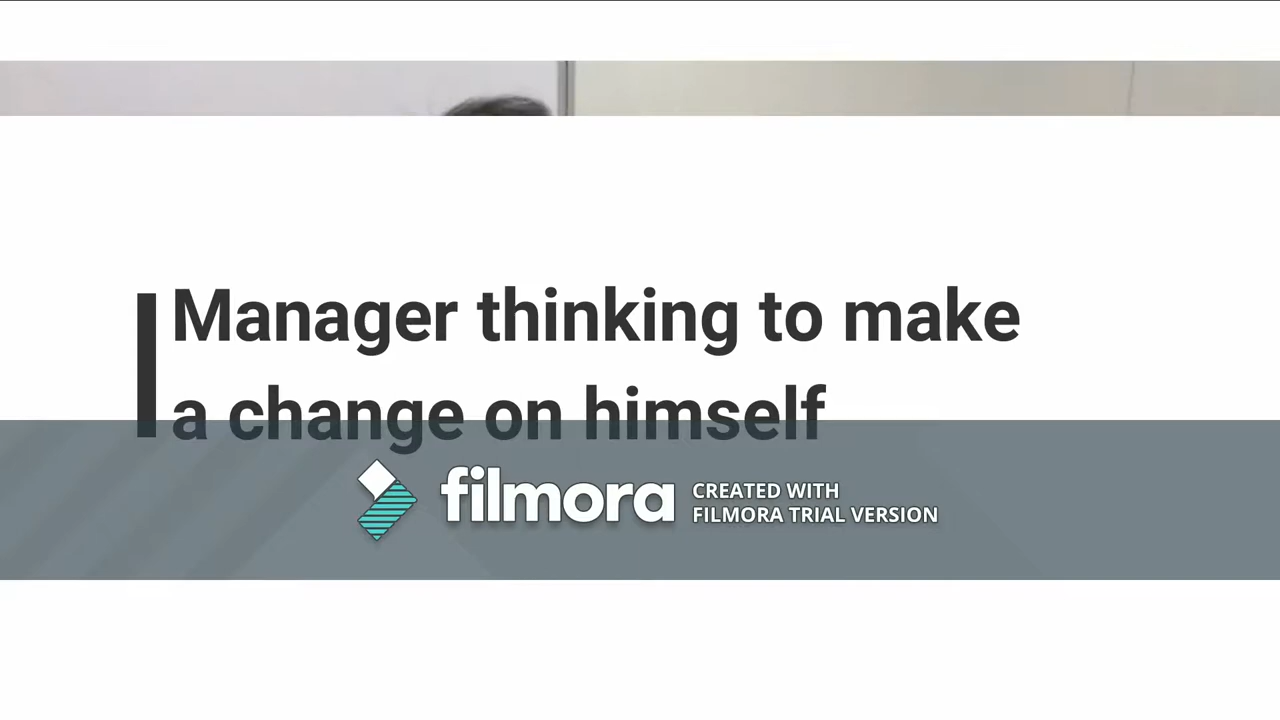 Manager thinking to make
a change on himself
filmora
CREATED WITH
FILMORA TRIAL VERSION